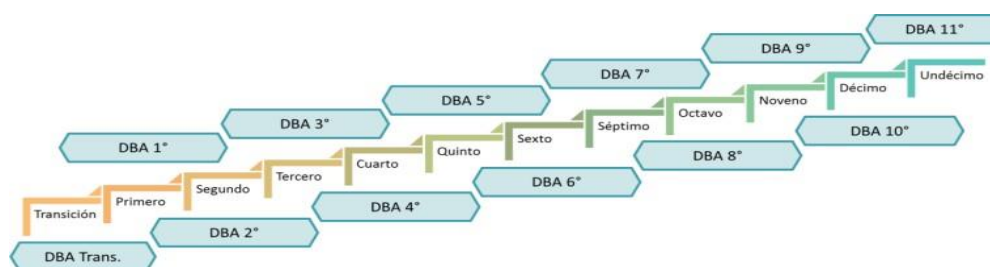 DBA 11°
DBA 9°
DBA 7°
DBA 5°
DBA 3°
DBA 1°
Transición
Primero
Segundo
Tercero
Cuarto
Quinto
Sexto
Séptimo
Octavo
Noveno
Décimo
Undécimo
DBA Trans.
DBA 2°
DBA 4°
DBA 6°
DBA 8°
DBA 10°